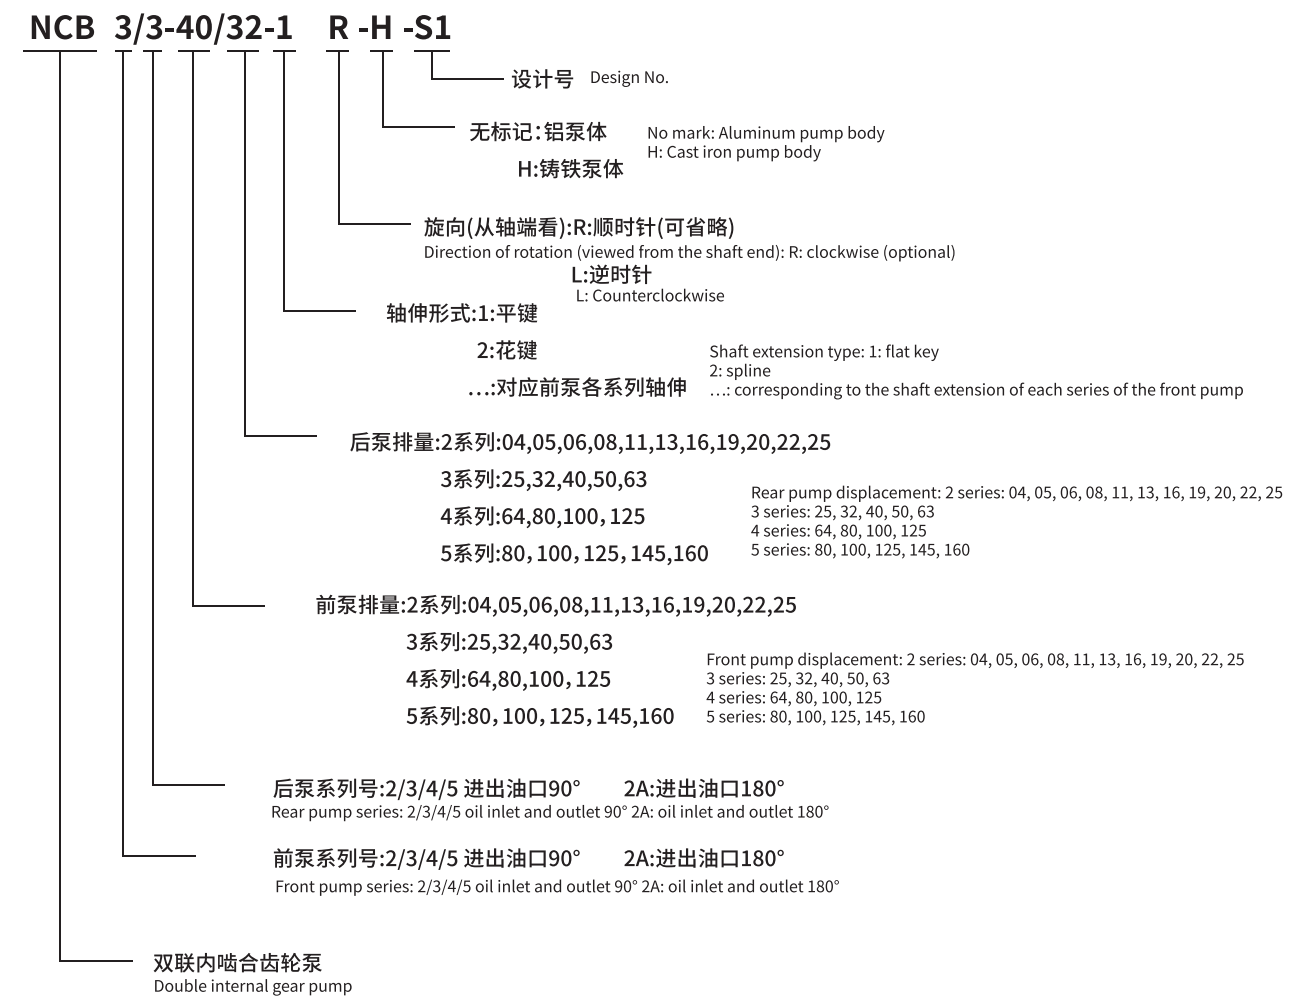 NCB 3/3-40/32-1 R -H -S1
设计号 Design No.
无标记：铝泵体
No mark: Aluminum pump body
H: Cast iron pump body
H:铸铁泵体
旋向(从轴端看):R:顺时针(可省略)
Direction of rotation (viewed from the shaft end): R: clockwise (optional)
L:逆时针
L: Counterclockwise
轴伸形式:1:平键
2:花键
…:对应前泵各系列轴伸
Shaft extension type: 1: flat key
2: spline
…: corresponding to the shaft extension of each series of the front pump
后泵排量:2系列:04,05,06,08,11,13,16,19,20,22,25
3系列:25,32,40,50,63
4系列:64,80,100，125
5系列:80，100，125，145,160
Rear pump displacement: 2 series: 04, 05, 06, 08, 11, 13, 16, 19, 20, 22, 25
3 series: 25, 32, 40, 50, 63
4 series: 64, 80, 100, 125
5 series: 80, 100, 125, 145, 160
前泵排量:2系列:04,05,06,08,11,13,16,19,20,22,25
3系列:25,32,40,50,63
4系列:64,80,100，125
5系列:80，100，125，145,160
Front pump displacement: 2 series: 04, 05, 06, 08, 11, 13, 16, 19, 20, 22, 25
3 series: 25, 32, 40, 50, 63
4 series: 64, 80, 100, 125
5 series: 80, 100, 125, 145, 160
后泵系列号:2/3/4/5 进出油口90° 2A:进出油口180°
Rear pump series: 2/3/4/5 oil inlet and outlet 90° 2A: oil inlet and outlet 180°
前泵系列号:2/3/4/5 进出油口90° 2A:进出油口180°
Front pump series: 2/3/4/5 oil inlet and outlet 90° 2A: oil inlet and outlet 180°
双联内啮合齿轮泵
Double internal gear pump